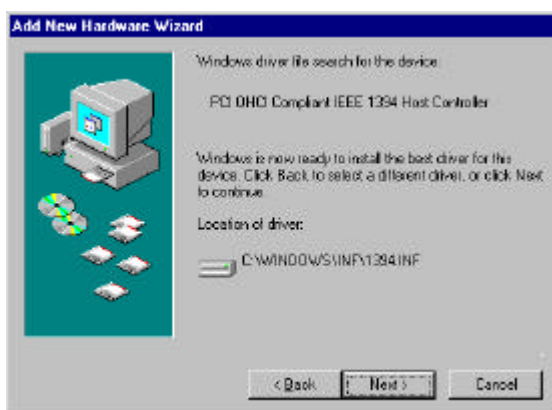 Add New Hardware Wizard
Windows driver file search for the device:
PCI OHCI Compliant IEEE 1394 Host Controller
Windows is now ready to install the best driver for this
device. Click Back to select a different driver, or click Next
to continue.
Location of driver:
C:\WINDOWS\INF\1394.INF
< Back
Next >
Cancel